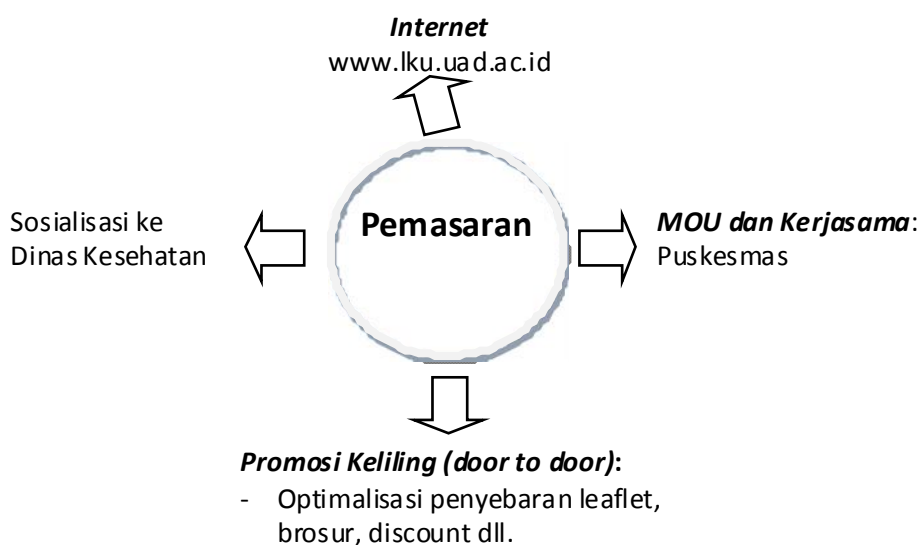 Internet
www.lku.uad.ac.id
Pemasaran
Sosialisasi ke
Dinas Kesehatan
MOU dan Kerjasama:
Puskesmas
Promosi Keliling (door to door):
- Optimalisasi penyebaran leaflet,
brosur, discount dll.